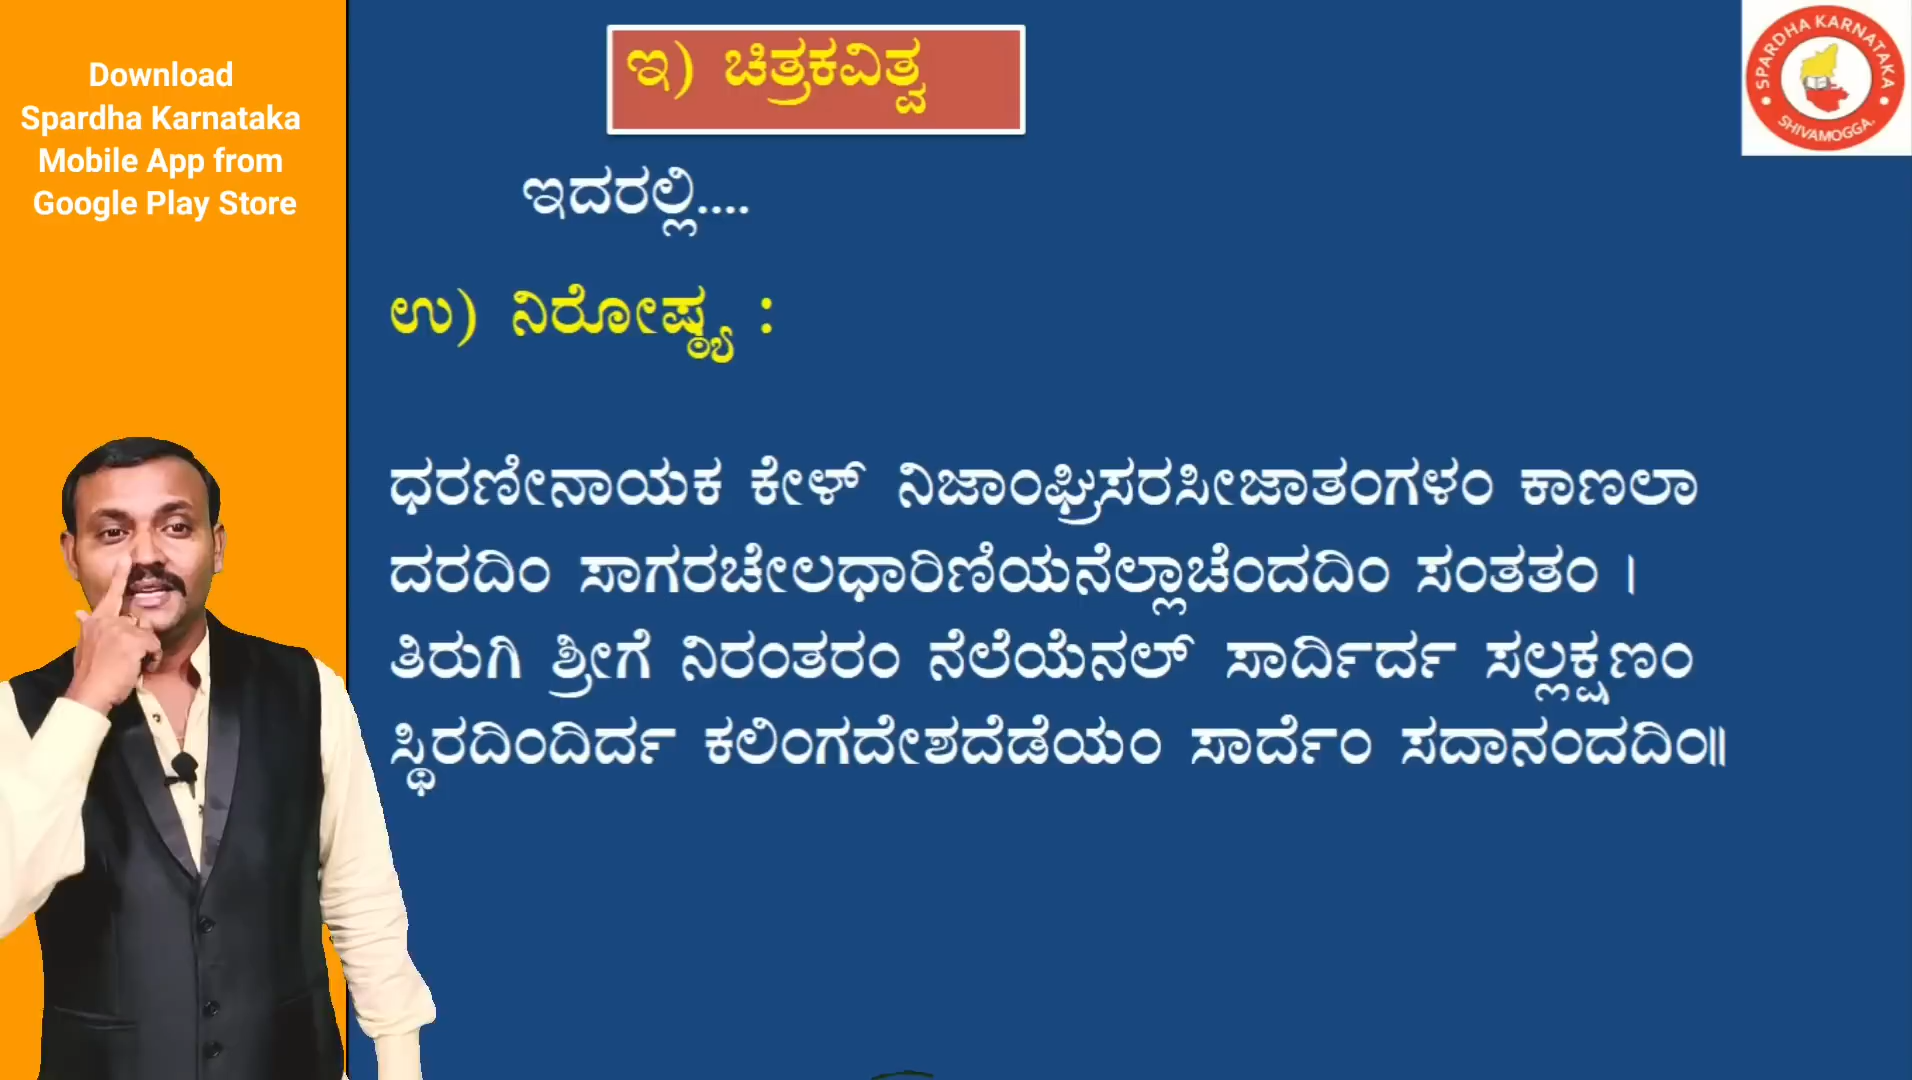 Download
Spardha Karnataka
Mobile App from
Google Play Store
ಇ) ಚಿತ್ರಕವಿತ್ವ
SPARDHA KARNATAKA
SHIVAMOGGA.
ಇದರಲ್ಲಿ....
ಉ) ನಿರೋಷ್ಠ್ಯ :
ಧರಣೀನಾಯಕ ಕೇಳ್ ನಿಜಾಂಘ್ರಿಸರಸೀಜಾತಂಗಳಂ ಕಾಣಲಾ
ದರದಿಂ ಸಾಗರಚೇಲಧಾರಿಣಿಯನೆಲ್ಲಾಚೆಂದದಿಂ ಸಂತತಂ ।
ತಿರುಗಿ ಶ್ರೀಗೆ ನಿರಂತರಂ ನೆಲೆಯೆನಲ್ ಸಾರ್ದಿರ್ದ ಸಲ್ಲಕ್ಷಣಂ
ಸ್ಥಿರದಿಂದಿರ್ದ ಕಲಿಂಗದೇಶದೆಡೆಯಂ ಸಾರ್ದೆಂ ಸದಾನಂದದಿಂ॥